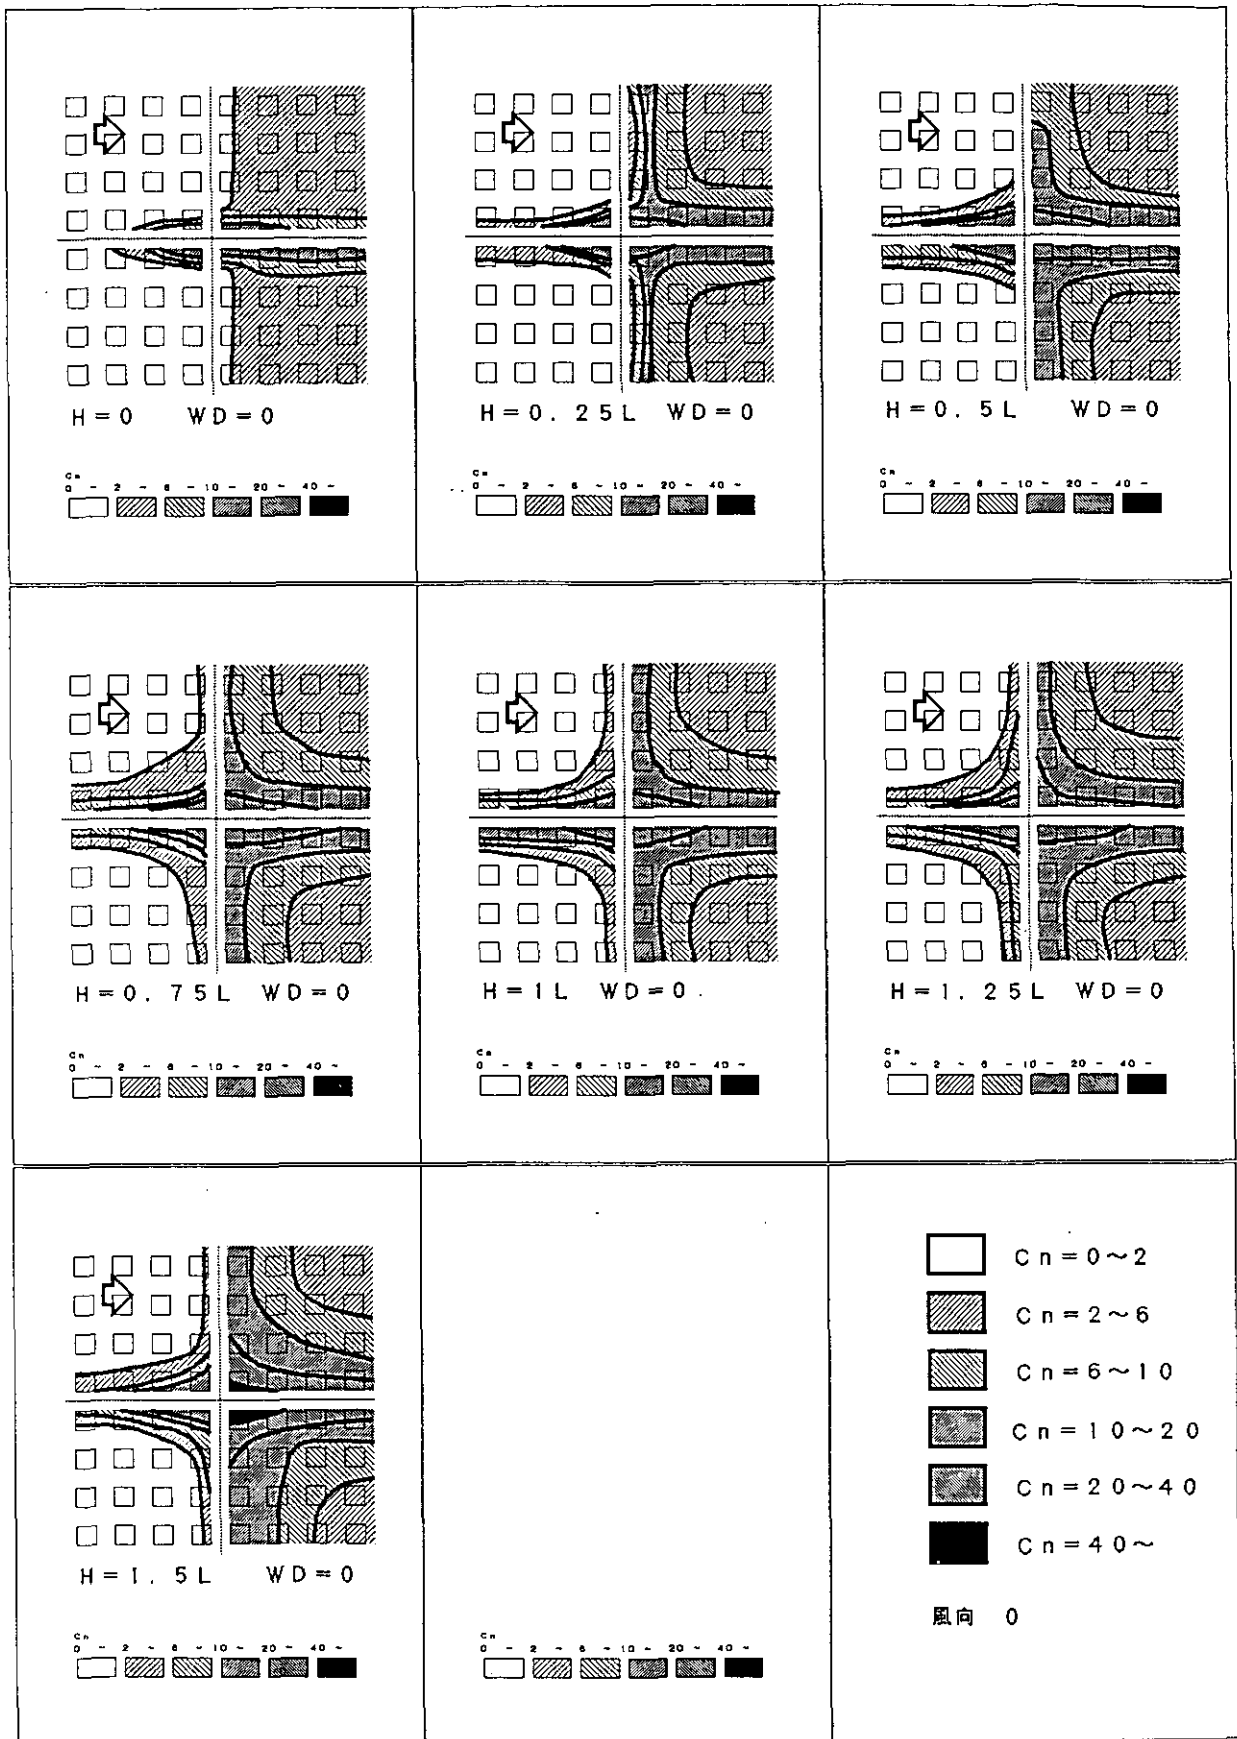 H=0 WD=0
Cn
0 ~ 2 ~ 6 ~ 10 ~ 20 ~ 40 ~
H=0.25L WD=0
Cn
0 ~ 2 ~ 6 ~ 10 ~ 20 ~ 40 ~
H=0.5L WD=0
Cn
0 ~ 2 ~ 6 ~ 10 ~ 20 ~ 40 ~
H=0.75L WD=0
Cn
0 ~ 2 ~ 6 ~ 10 ~ 20 ~ 40 ~
H=1L WD=0
Cn
0 ~ 2 ~ 6 ~ 10 ~ 20 ~ 40 ~
H=1.25L WD=0
Cn
0 ~ 2 ~ 6 ~ 10 ~ 20 ~ 40 ~
H=1.5L WD=0
Cn
0 ~ 2 ~ 6 ~ 10 ~ 20 ~ 40 ~
Cn
0 ~ 2 ~ 6 ~ 10 ~ 20 ~ 40 ~
Cn=0~2
Cn=2~6
Cn=6~10
Cn=10~20
Cn=20~40
Cn=40~
風向 0